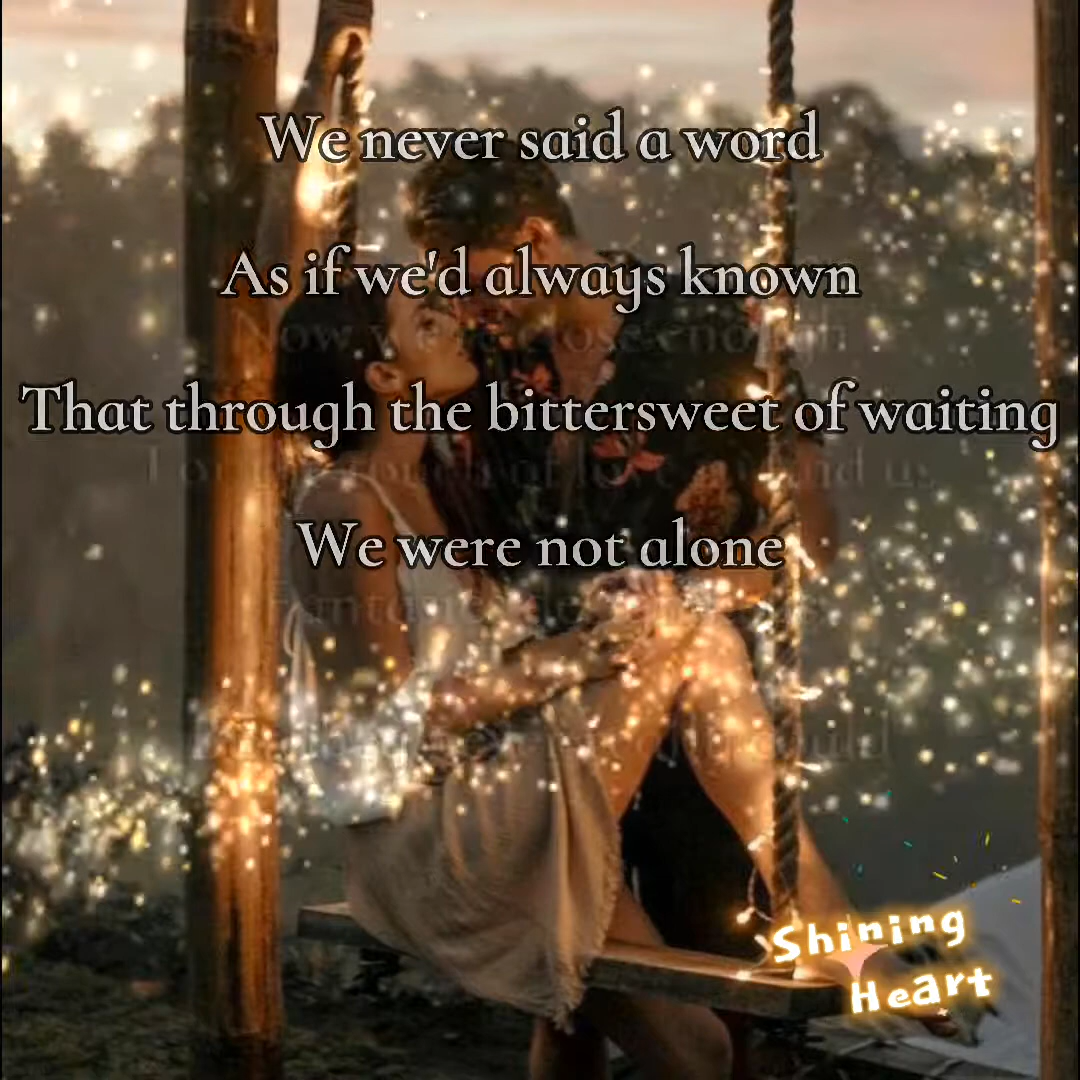 We never said a word
As if we'd always known
That through the bittersweet of waiting
We were not alone
Shining
Heart